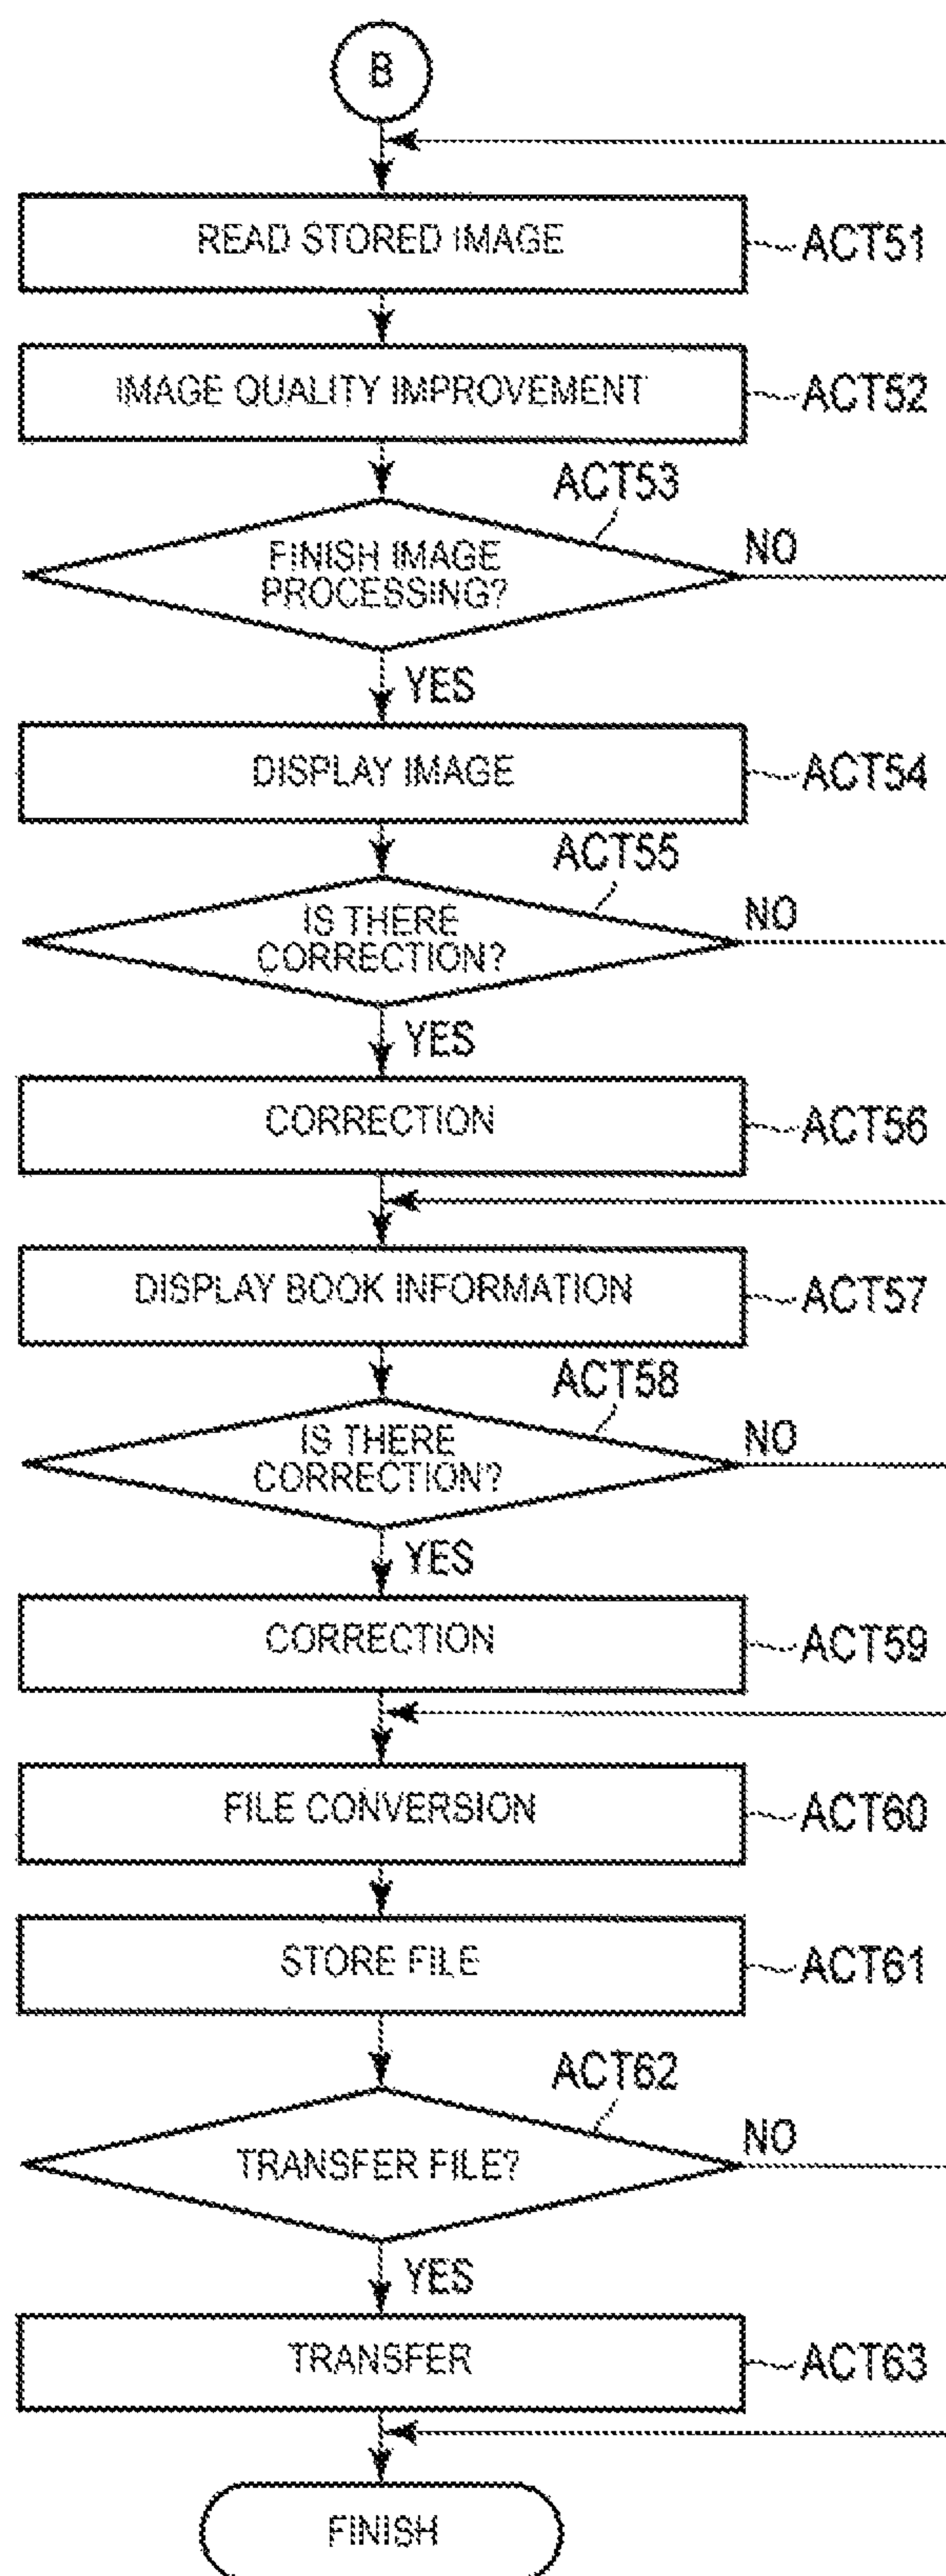 B
READ STORED IMAGE
ACT51
IMAGE QUALITY IMPROVEMENT
ACT52
ACT53
FINISH IMAGE
PROCESSING?
NO
YES
DISPLAY IMAGE
ACT54
ACT55
IS THERE
CORRECTION?
NO
YES
CORRECTION
ACT56
DISPLAY BOOK INFORMATION
ACT57
ACT58
IS THERE
CORRECTION?
NO
YES
CORRECTION
ACT59
FILE CONVERSION
ACT60
STORE FILE
ACT61
ACT62
TRANSFER FILE?
NO
YES
TRANSFER
ACT63
FINISH